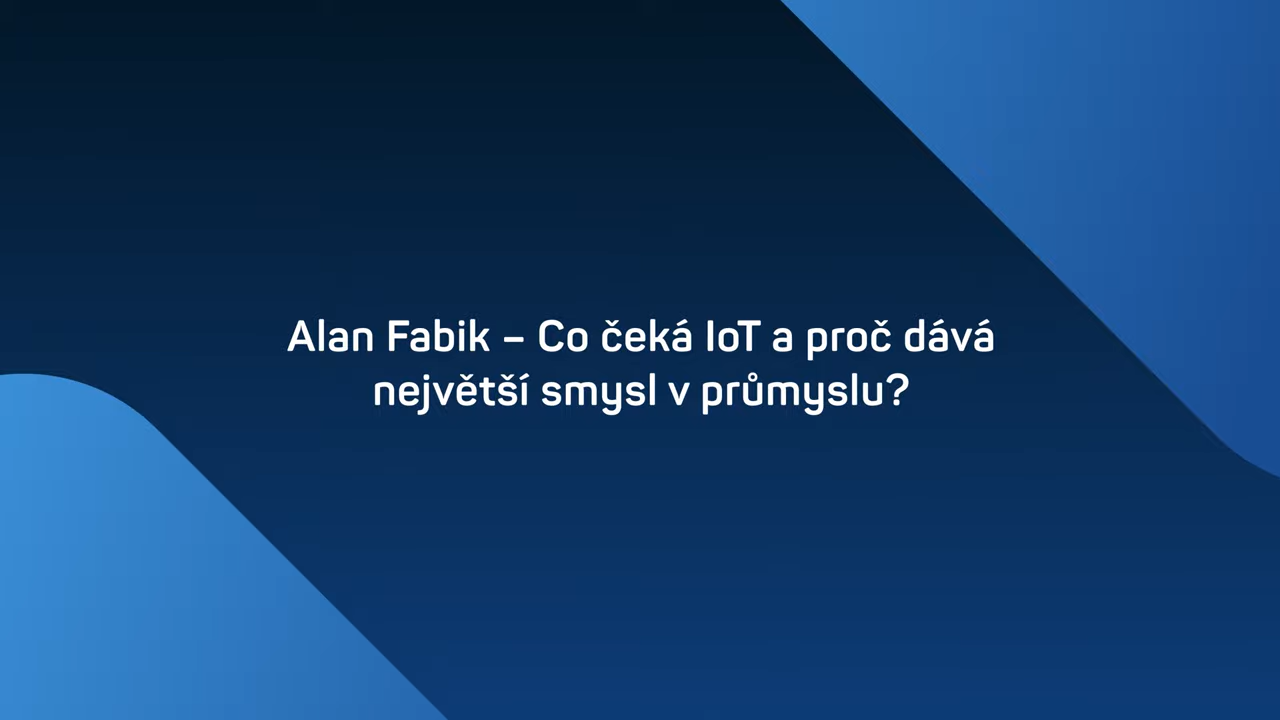 Alan Fabik – Co čeká IoT a proč dává
největší smysl v průmyslu?